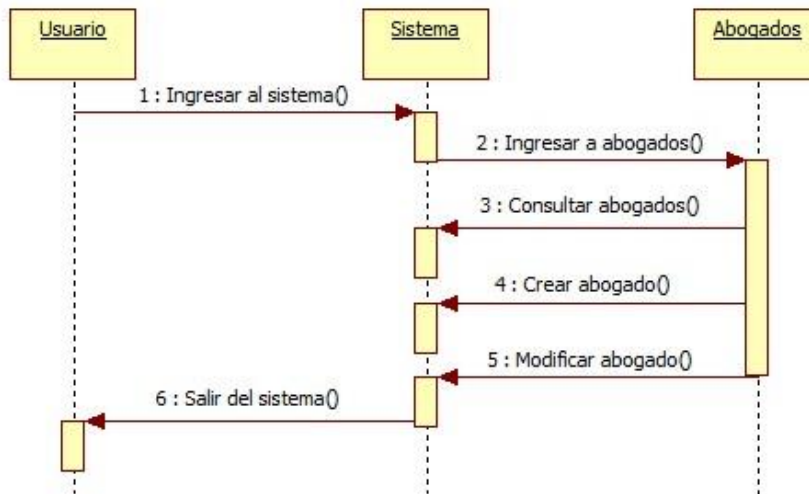 Usuario
Sistema
Abogados
1 : Ingresar al sistema()
2 : Ingresar a abogados()
3 : Consultar abogados()
4 : Crear abogado()
5 : Modificar abogado()
6 : Salir del sistema()